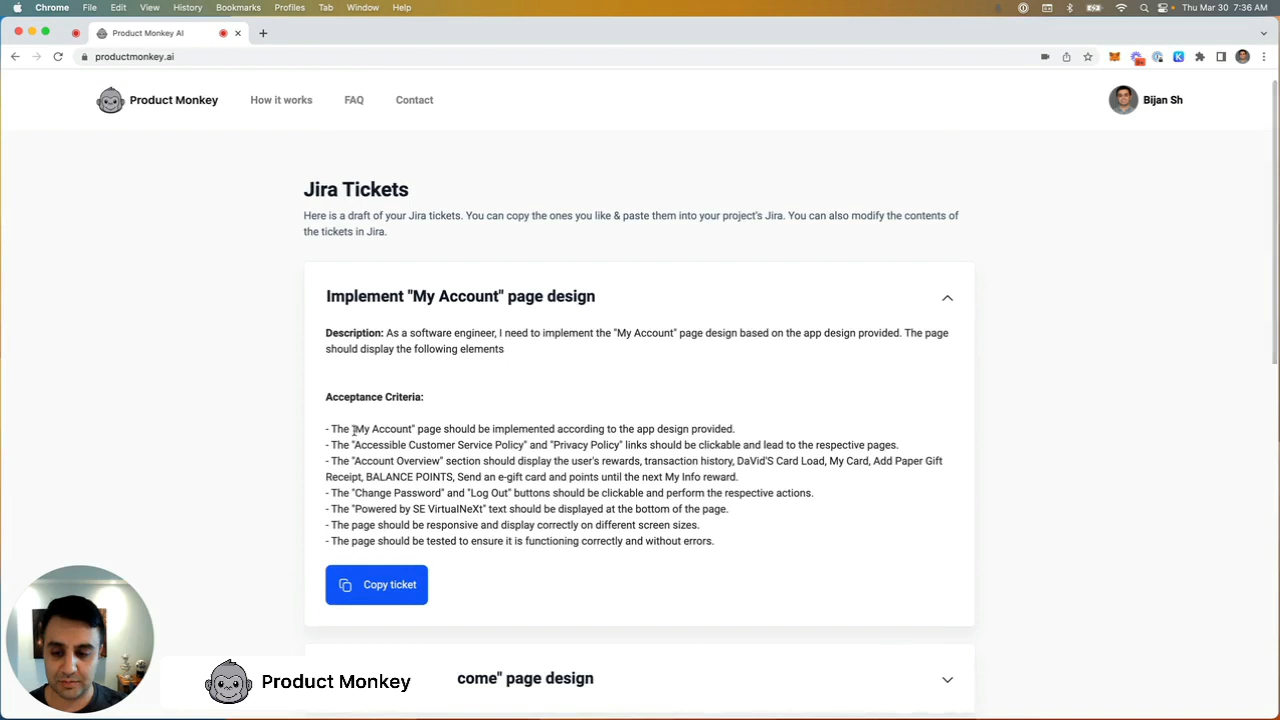 Chrome File Edit View History Bookmarks Profiles Tab Window Help Thu Mar 30 7:36 AM
Product Monkey AI
productmonkey.ai
Product Monkey How it works FAQ Contact Bijan Sh
Jira Tickets
Here is a draft of your Jira tickets. You can copy the ones you like & paste them into your project's Jira. You can also modify the contents of
the tickets in Jira.
Implement "My Account" page design
Description: As a software engineer, I need to implement the "My Account" page design based on the app design provided. The page
should display the following elements
Acceptance Criteria:
- The "My Account" page should be implemented according to the app design provided.
- The "Accessible Customer Service Policy" and "Privacy Policy" links should be clickable and lead to the respective pages.
- The "Account Overview" section should display the user's rewards, transaction history, DaVid'S Card Load, My Card, Add Paper Gift
Receipt, BALANCE POINTS, Send an e-gift card and points until the next My Info reward.
- The "Change Password" and "Log Out" buttons should be clickable and perform the respective actions.
- The "Powered by SE VirtualNeXt" text should be displayed at the bottom of the page.
- The page should be responsive and display correctly on different screen sizes.
- The page should be tested to ensure it is functioning correctly and without errors.
Copy ticket
come" page design
Product Monkey